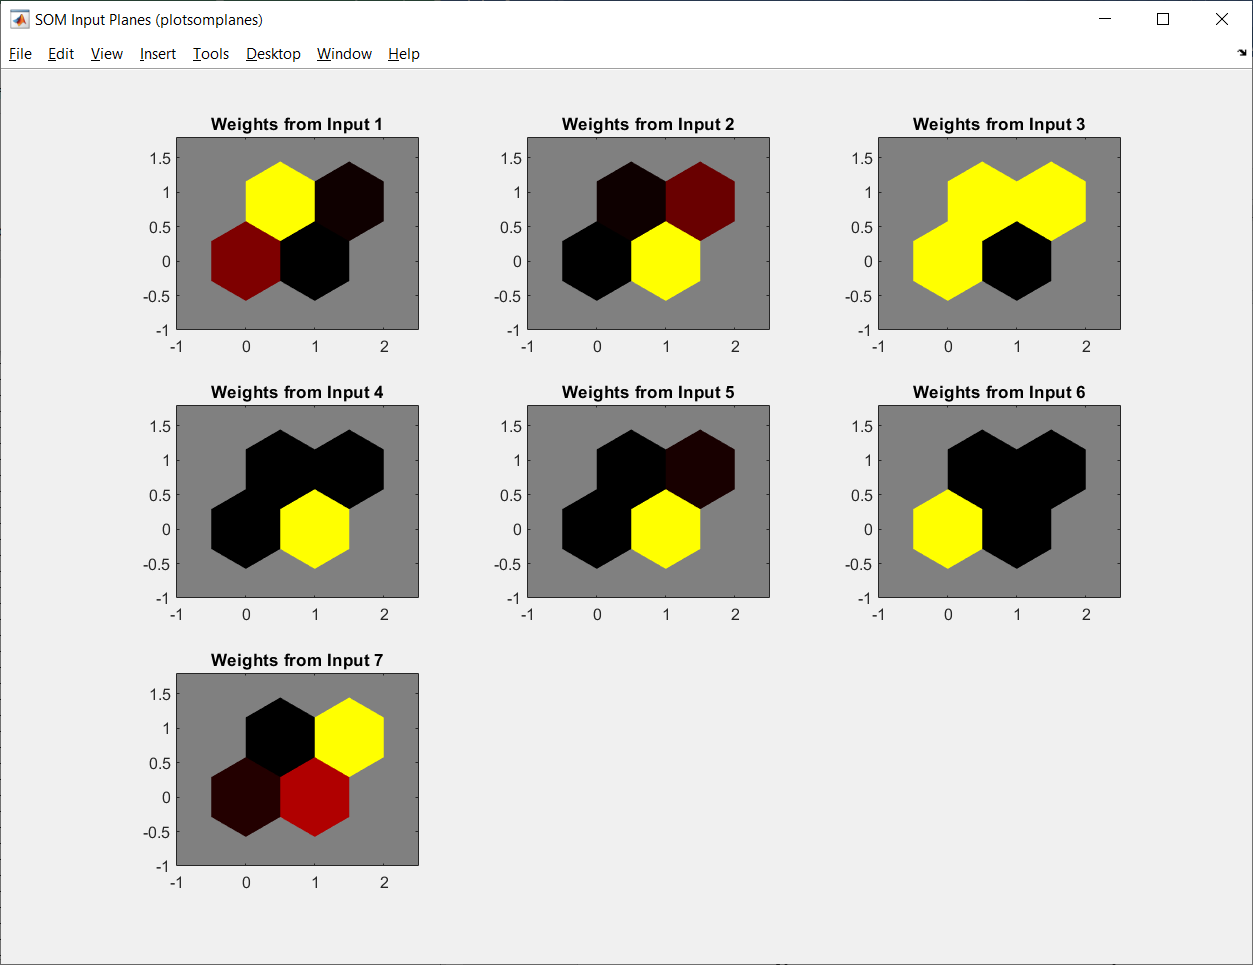 SOM Input Planes (plotsomplanes)
File Edit View Insert Tools Desktop Window Help
Weights from Input 1
1.5
1
0.5
0
-0.5
-1
-1 0 1 2
Weights from Input 2
1.5
1
0.5
0
-0.5
-1
-1 0 1 2
Weights from Input 3
1.5
1
0.5
0
-0.5
-1
-1 0 1 2
Weights from Input 4
1.5
1
0.5
0
-0.5
-1
-1 0 1 2
Weights from Input 5
1.5
1
0.5
0
-0.5
-1
-1 0 1 2
Weights from Input 6
1.5
1
0.5
0
-0.5
-1
-1 0 1 2
Weights from Input 7
1.5
1
0.5
0
-0.5
-1
-1 0 1 2